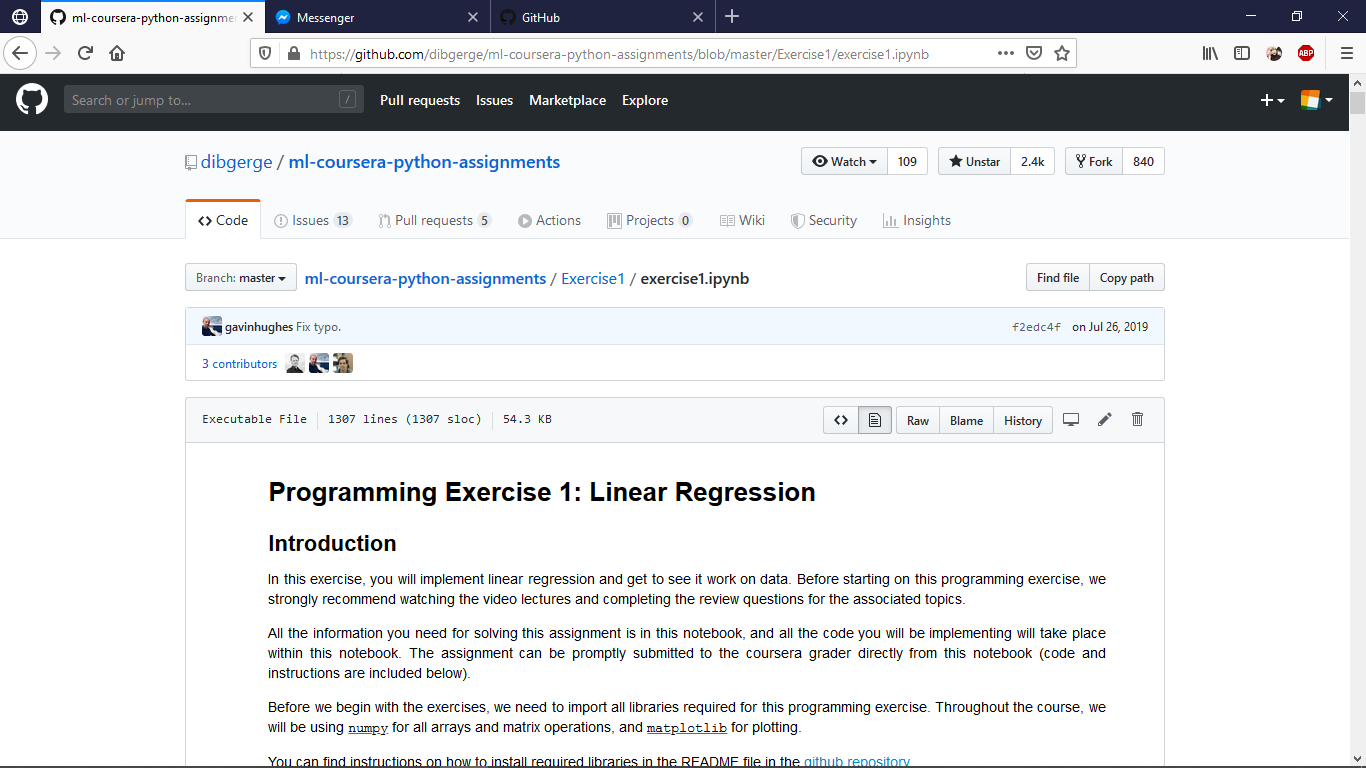 ml-coursera-python-assignme
Messenger
GitHub
https://github.com/dibgerge/ml-coursera-python-assignments/blob/master/Exercise1/exercise1.ipynb
ABP
Search or jump to...
/
Pull requests
Issues
Marketplace
Explore
dibgerge / ml-coursera-python-assignments
Watch 109
Unstar 2.4k
Fork 840
Code
Issues 13
Pull requests 5
Actions
Projects 0
Wiki
Security
Insights
Branch: master
ml-coursera-python-assignments / Exercise1 / exercise1.ipynb
Find file
Copy path
gavinhughes Fix typo.
f2edc4f on Jul 26, 2019
3 contributors
Executable File
1307 lines (1307 sloc)
54.3 KB
Raw
Blame
History
Programming Exercise 1: Linear Regression
Introduction
In this exercise, you will implement linear regression and get to see it work on data. Before starting on this programming exercise, we
strongly recommend watching the video lectures and completing the review questions for the associated topics.
All the information you need for solving this assignment is in this notebook, and all the code you will be implementing will take place
within this notebook. The assignment can be promptly submitted to the coursera grader directly from this notebook (code and
instructions are included below).
Before we begin with the exercises, we need to import all libraries required for this programming exercise. Throughout the course, we
will be using numpy for all arrays and matrix operations, and matplotlib for plotting.
You can find instructions on how to install required libraries in the README file in the github repository